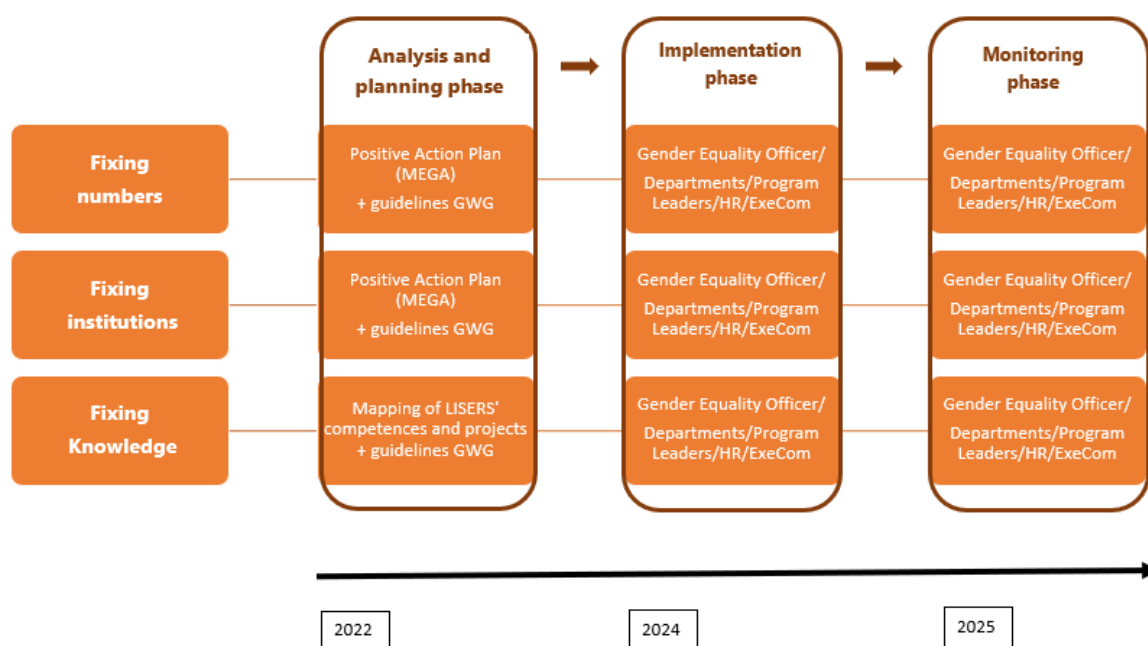 Analysis and
planning phase
Implementation
phase
Monitoring
phase
Fixing
numbers
Positive Action Plan
(MEGA)
+ guidelines GWG
Gender Equality Officer/
Departments/Program
Leaders/HR/ExeCom
Gender Equality Officer/
Departments/Program
Leaders/HR/ExeCom
Fixing
institutions
Positive Action Plan
(MEGA)
+ guidelines GWG
Gender Equality Officer/
Departments/Program
Leaders/HR/ExeCom
Gender Equality Officer/
Departments/Program
Leaders/HR/ExeCom
Fixing
Knowledge
Mapping of LISERS'
competences and projects
+ guidelines GWG
Gender Equality Officer/
Departments/Program
Leaders/HR/ExeCom
Gender Equality Officer/
Departments/Program
Leaders/HR/ExeCom
2022
2024
2025